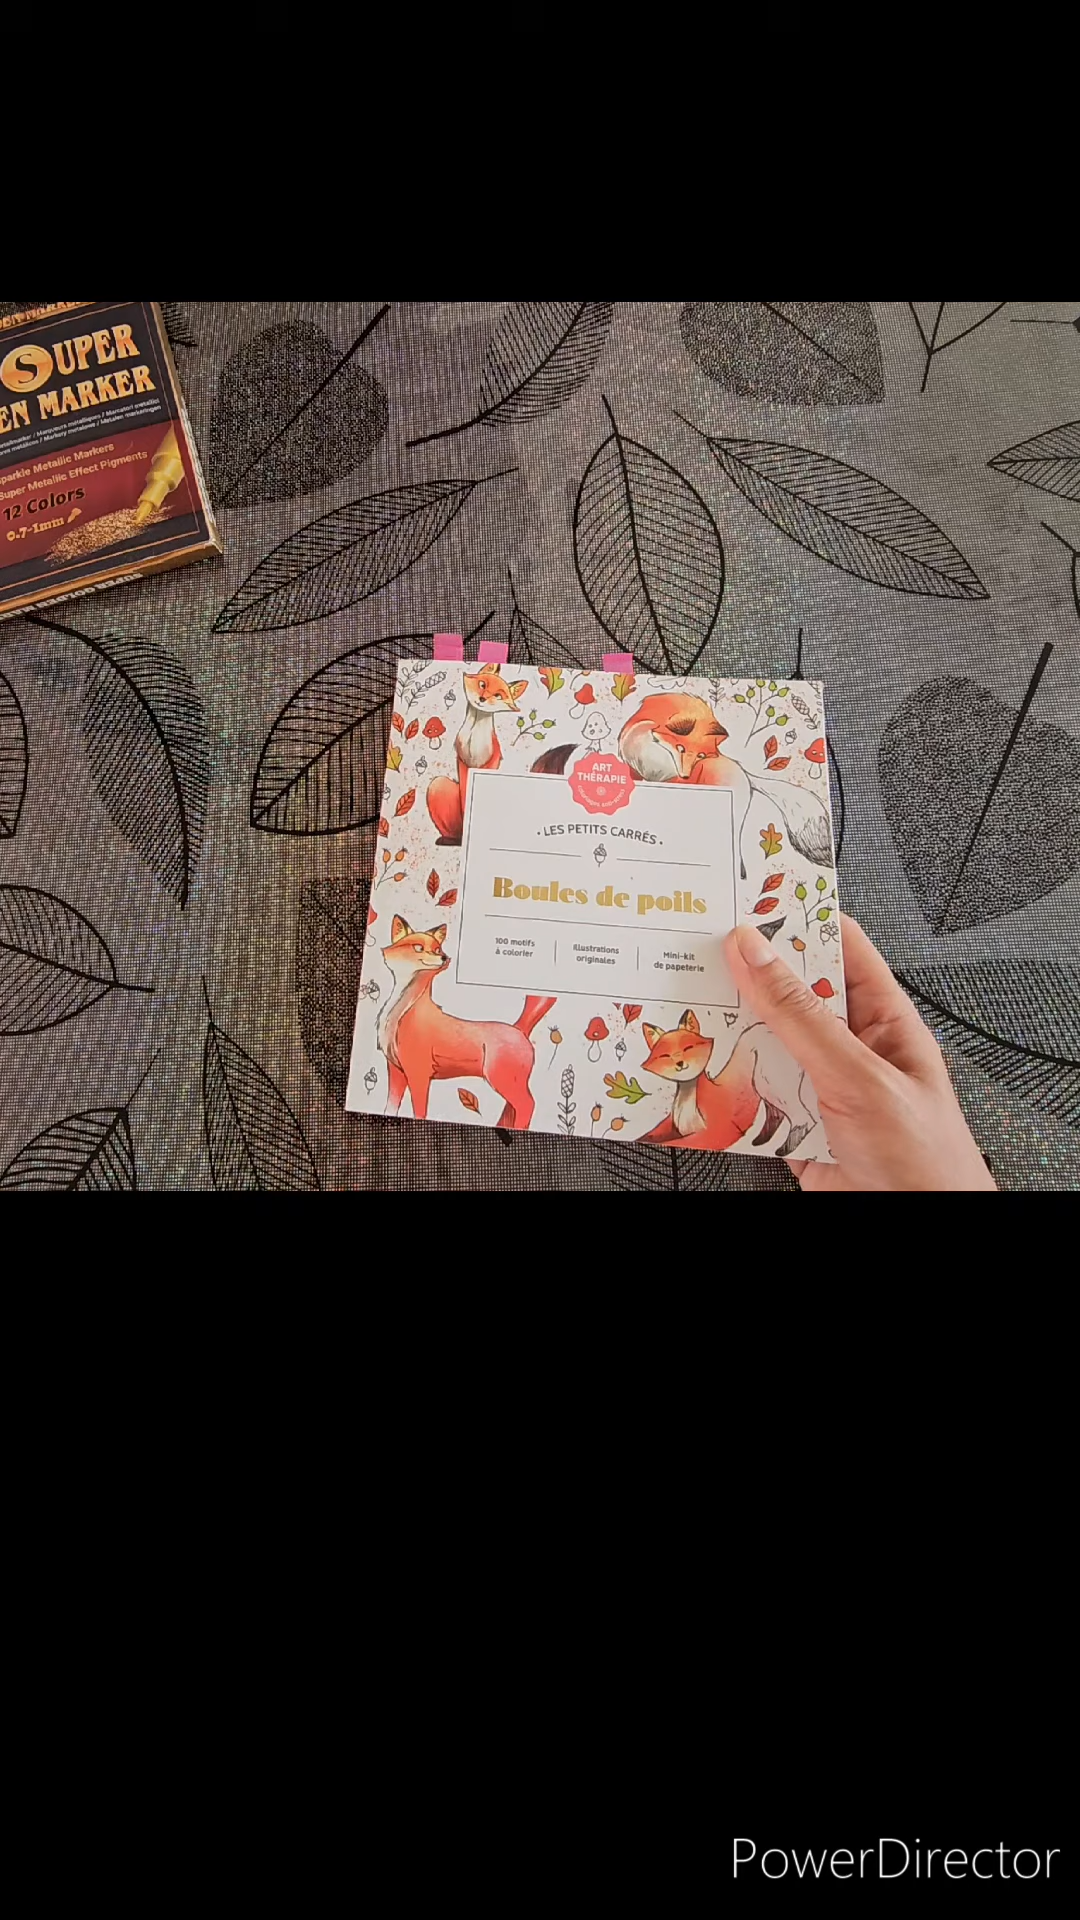 SUPER
EN MARKER
Sparkle Metallic Markers
Super Metallic Effect Pigments
12 Colors
0.7-1mm
ART
THÉRAPIE
• LES PETITS CARRÉS •
Boules de poils
100 motifs
à colorier
Illustrations
originales
Mini-kit
de papeterie
PowerDirector